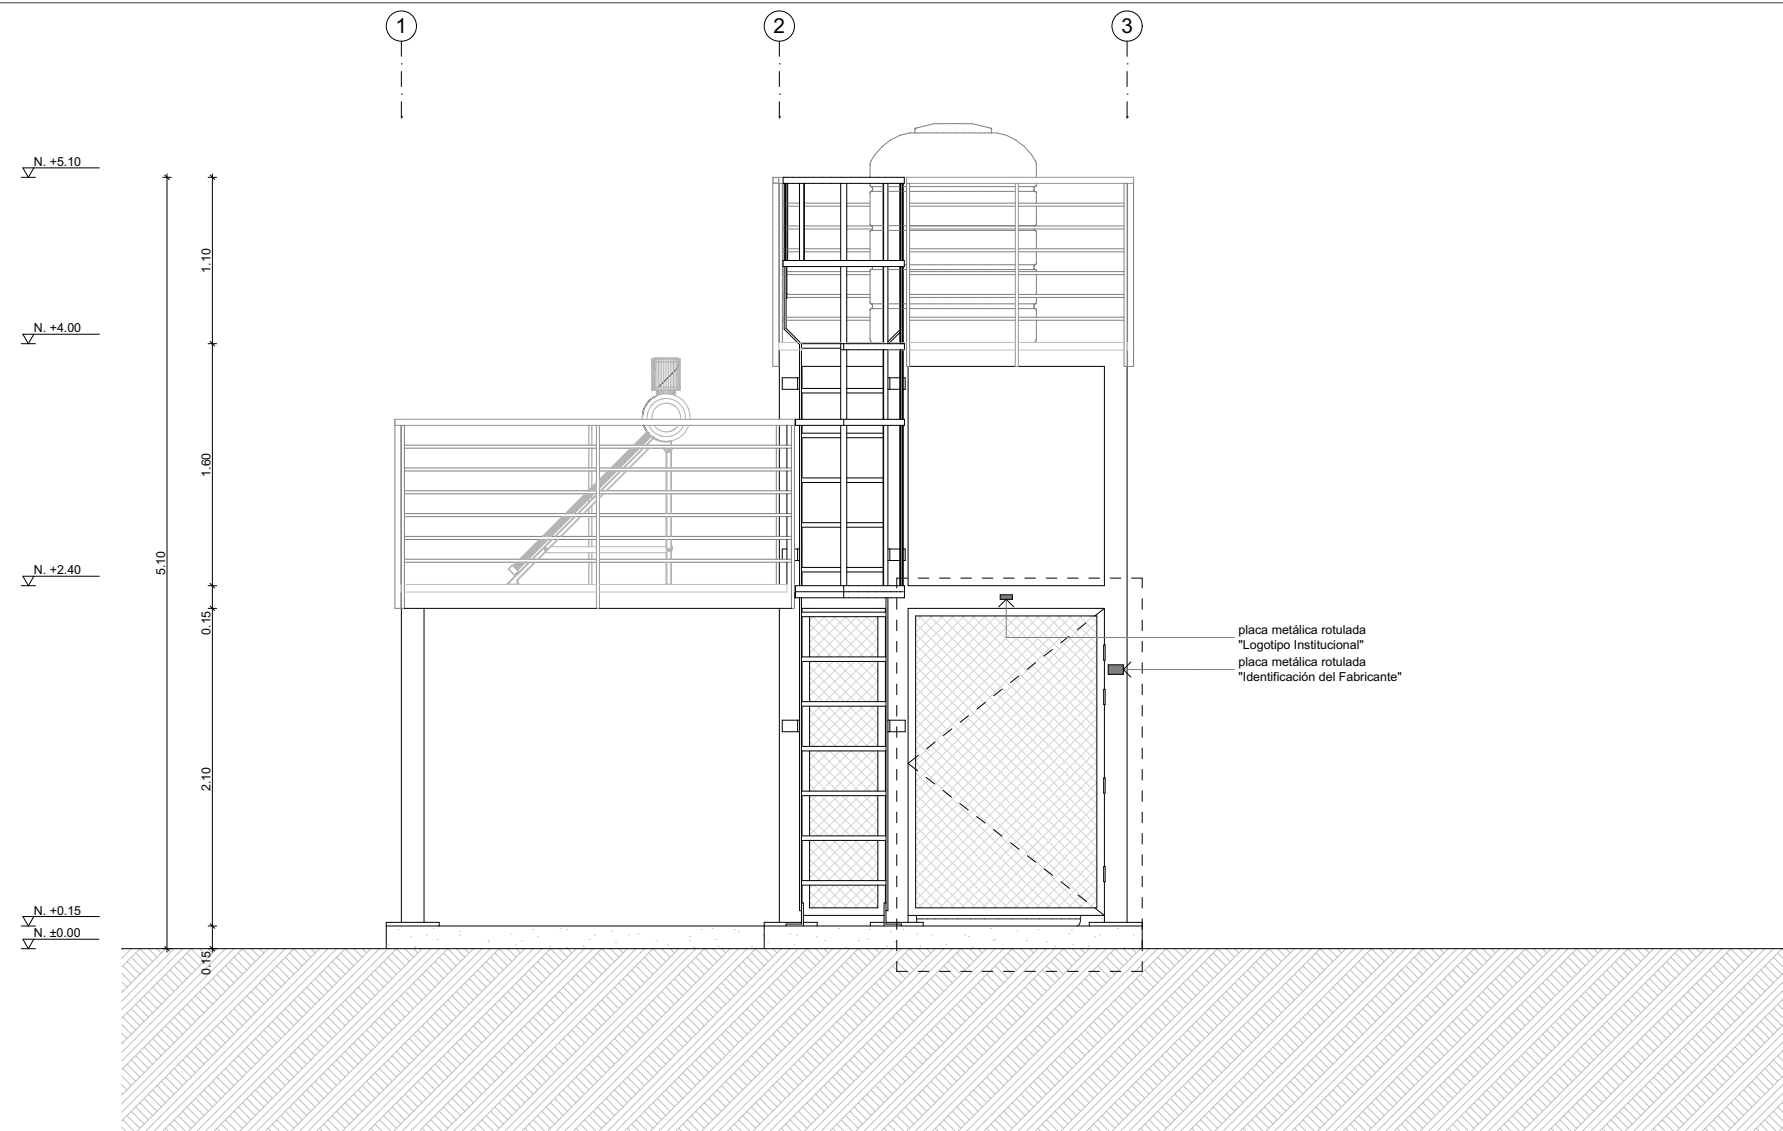 1
2
3
N. +5.10
N. +4.00
N. +2.40
N. +0.15
N. ±0.00
5.10
1.10
1.60
0.15
2.10
0.15
placa metálica rotulada
"Logotipo Institucional"
placa metálica rotulada
"Identificación del Fabricante"